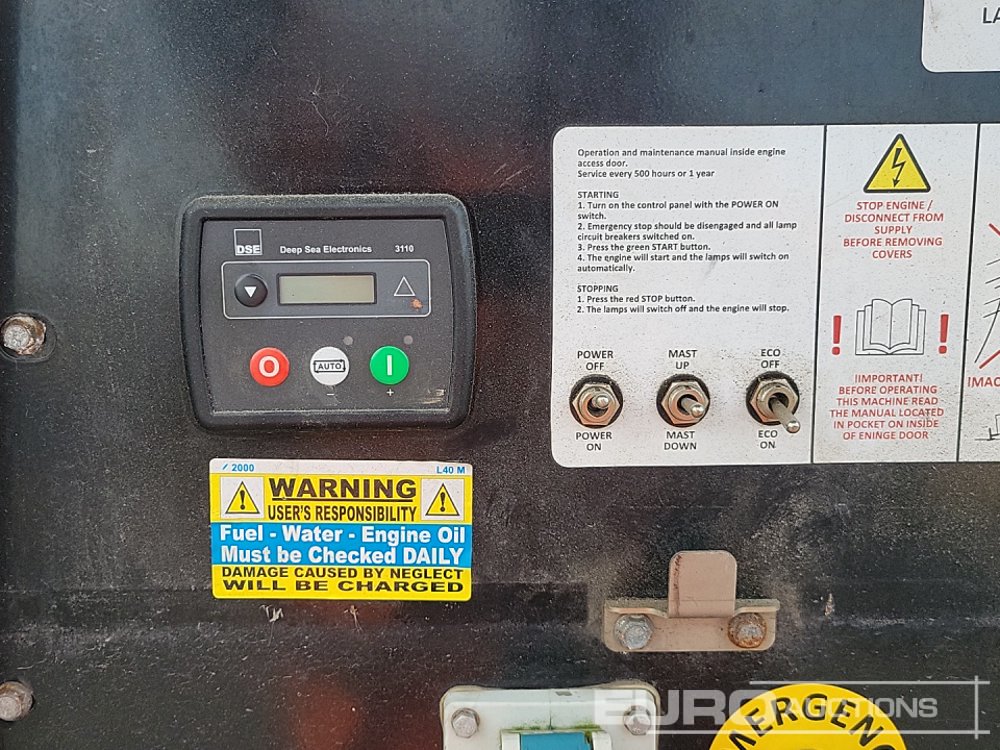 LA
DSE
Deep Sea Electronics 3110
AUTO
−
+
Operation and maintenance manual inside engine
access door.
Service every 500 hours or 1 year
STARTING
1. Turn on the control panel with the POWER ON
switch.
2. Emergency stop should be disengaged and all lamp
circuit breakers switched on.
3. Press the green START button.
4. The engine will start and the lamps will switch on
automatically.
STOPPING
1. Press the red STOP button.
2. The lamps will switch off and the engine will stop.
POWER
OFF
POWER
ON
MAST
UP
MAST
DOWN
ECO
OFF
ECO
ON
STOP ENGINE /
DISCONNECT FROM
SUPPLY
BEFORE REMOVING
COVERS
!IMPORTANT!
BEFORE OPERATING
THIS MACHINE READ
THE MANUAL LOCATED
IN POCKET ON INSIDE
OF ENINGE DOOR
!MAC
2000 L40 M
WARNING
USER'S RESPONSIBILITY
Fuel - Water - Engine Oil
Must be Checked DAILY
DAMAGE CAUSED BY NEGLECT
WILL BE CHARGED
MERGEN
EURO AUCTIONS